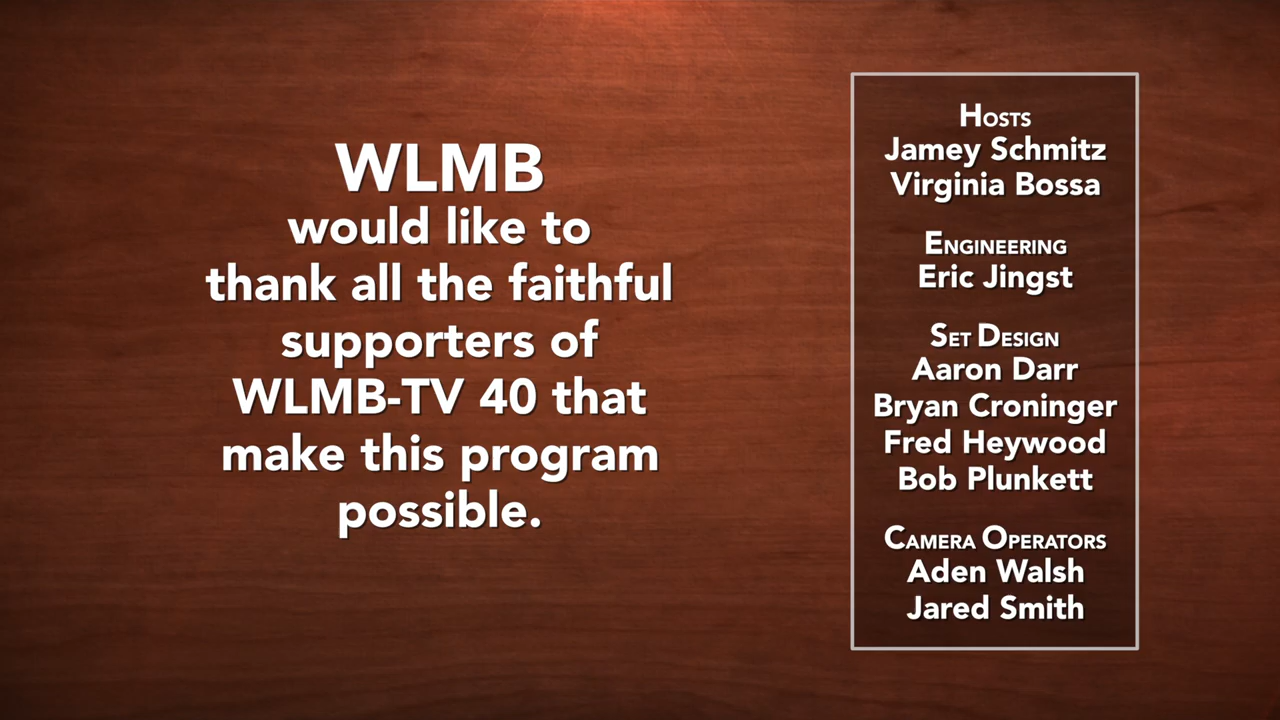 WLMB
would like to
thank all the faithful
supporters of
WLMB-TV 40 that
make this program
possible.
Hosts
Jamey Schmitz
Virginia Bossa
Engineering
Eric Jingst
Set Design
Aaron Darr
Bryan Croninger
Fred Heywood
Bob Plunkett
Camera Operators
Aden Walsh
Jared Smith